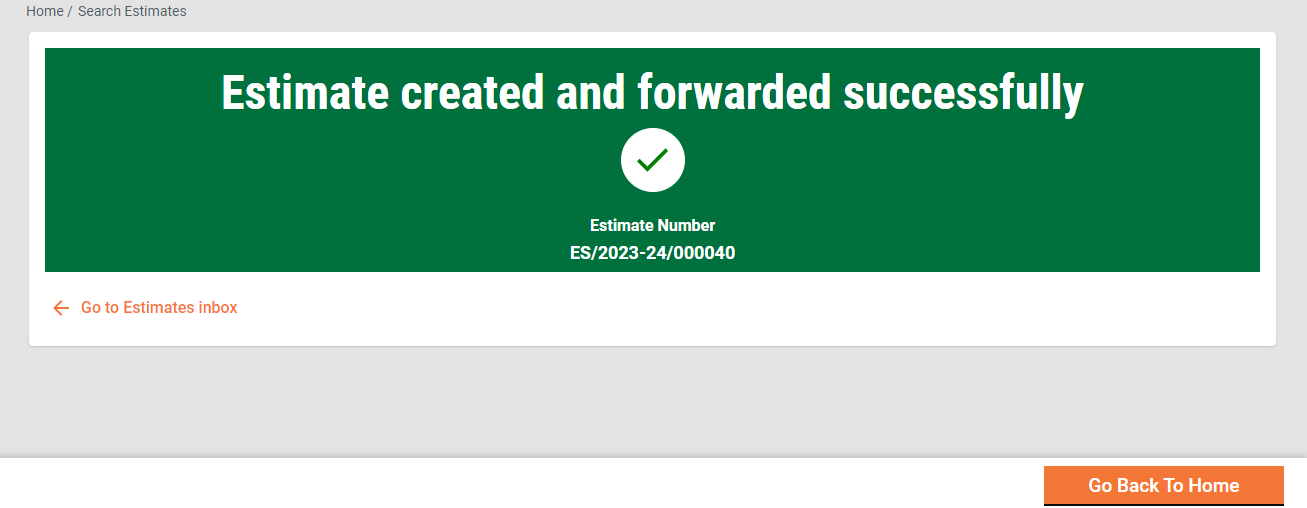 Home / Search Estimates
Estimate created and forwarded successfully
Estimate Number
ES/2023-24/000040
Go to Estimates inbox
Go Back To Home